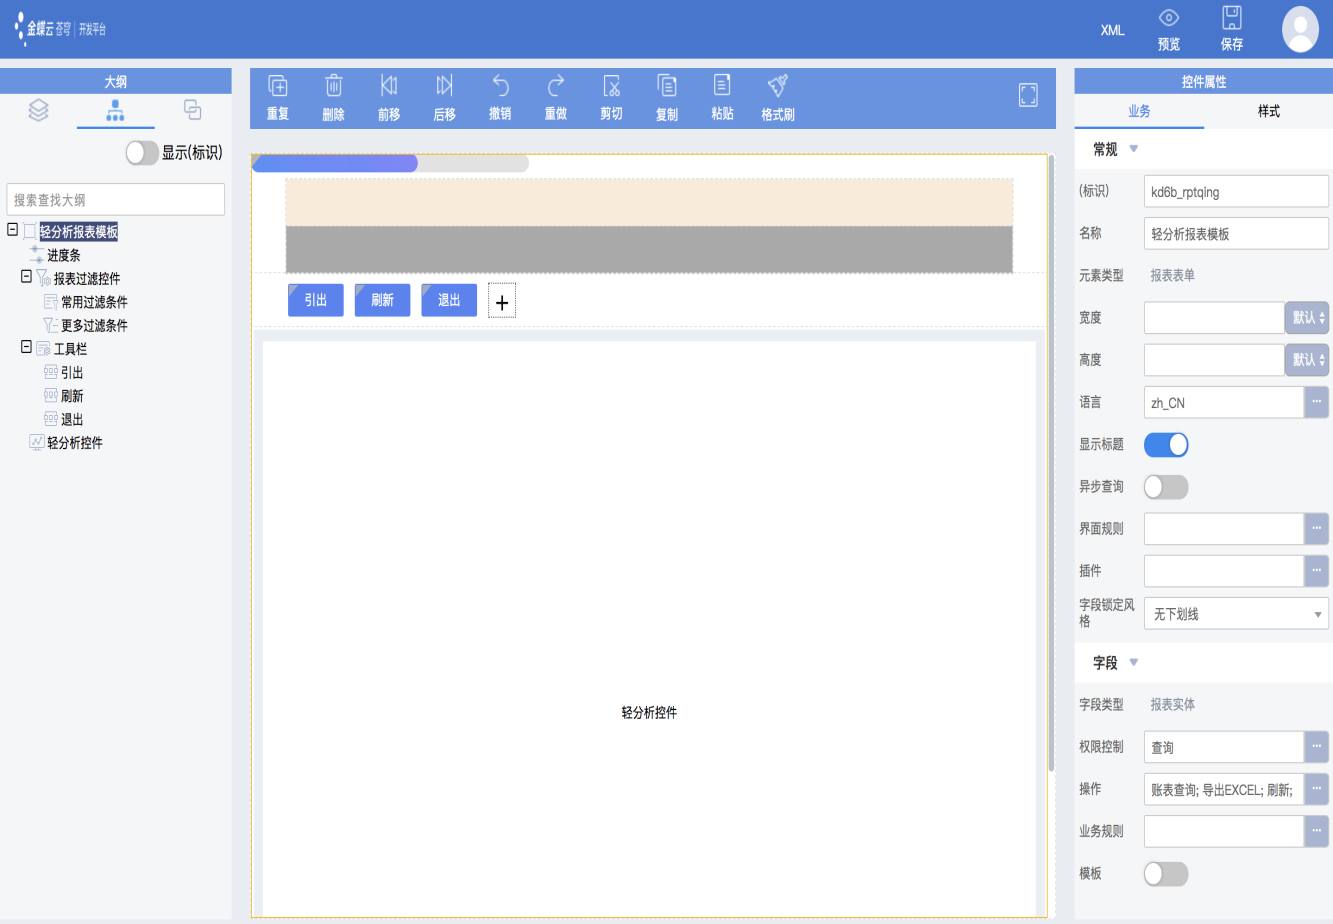 金蝶云 苍穹 | 开发平台
XML
预览
保存
大纲
显示(标识)
搜素查找大纲
轻分析报表模板
进度条
报表过滤控件
常用过滤条件
更多过滤条件
工具栏
引出
刷新
退出
轻分析控件
重复
删除
前移
后移
撤销
重做
剪切
复制
粘贴
格式刷
引出
刷新
退出
+
轻分析控件
控件属性
业务
样式
常规
(标识)
kd6b_rptqing
名称
轻分析报表模板
元素类型
报表表单
宽度
默认
高度
默认
语言
zh_CN
...
显示标题
异步查询
界面规则
...
插件
...
字段锁定风
格
无下划线
字段
字段类型
报表实体
权限控制
查询
...
操作
账表查询; 导出EXCEL; 刷新;
...
业务规则
...
模板